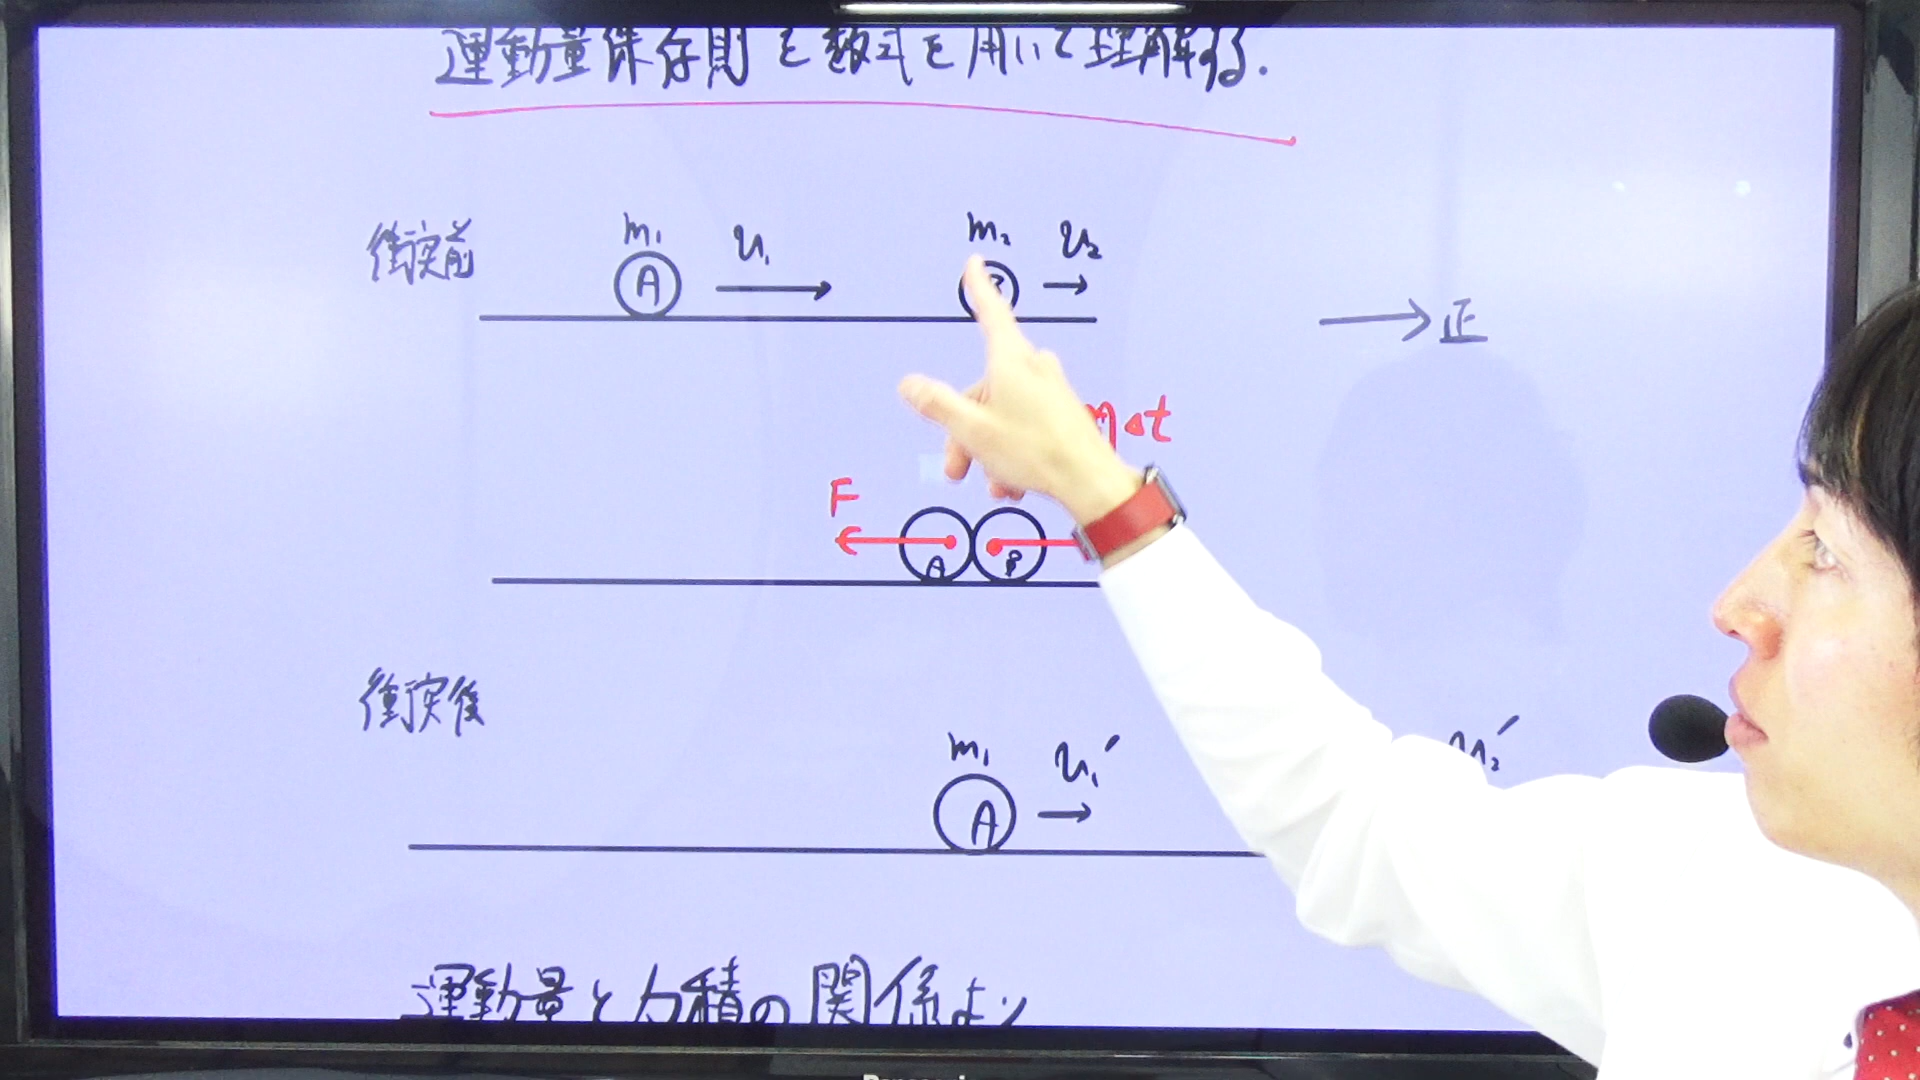 運動量保存則を数式を用いて理解する.
衝突前
m₁
v₁
m₂
v₂
A
正
Δt
F
A
B
衝突後
m₁
v₁′
v₂′
A
運動量と力積の関係より